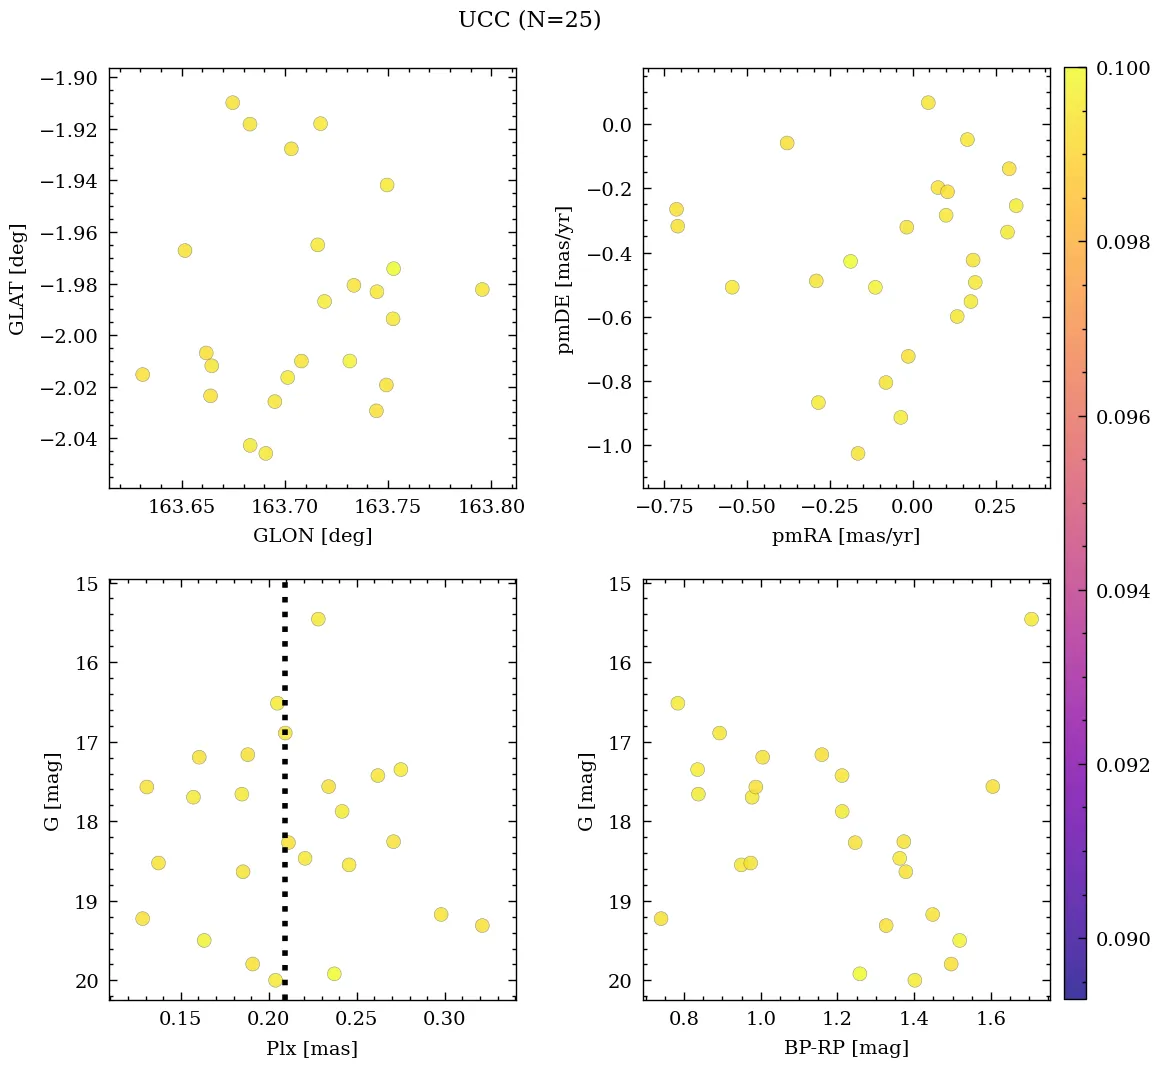 UCC (N=25)
−1.90
−1.92
−1.94
−1.96
−1.98
−2.00
−2.02
−2.04
GLAT [deg]
163.65 163.70 163.75 163.80
GLON [deg]
0.0
−0.2
−0.4
−0.6
−0.8
−1.0
pmDE [mas/yr]
−0.75 −0.50 −0.25 0.00 0.25
pmRA [mas/yr]
0.100
0.098
0.096
0.094
0.092
0.090
15
16
17
18
19
20
G [mag]
0.15 0.20 0.25 0.30
Plx [mas]
15
16
17
18
19
20
G [mag]
0.8 1.0 1.2 1.4 1.6
BP-RP [mag]